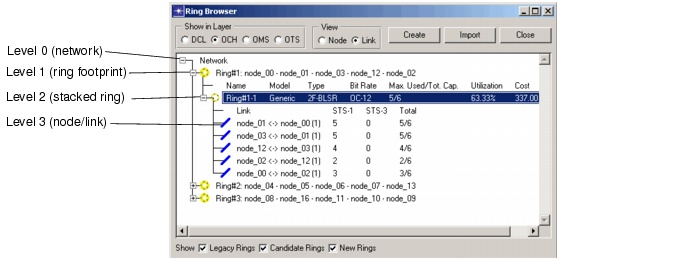 Ring Browser
Show in Layer
DCL OCH OMS OTS
View
Node Link
Create
Import
Close
Level 0 (network)
Network
Level 1 (ring footprint)
Ring#1: node_00 - node_01 - node_03 - node_12 - node_02
Name Model Type Bit Rate Max. Used/Tot. Cap. Utilization Cost
Level 2 (stacked ring)
Ring#1-1 Generic 2F-BLSR OC-12 5/6 63.33% 337.00
Link STS-1 STS-3 Total
Level 3 (node/link)
node_01 <-> node_00 (1) 5 0 5/6
node_03 <-> node_01 (1) 5 0 5/6
node_12 <-> node_03 (1) 4 0 4/6
node_02 <-> node_12 (1) 2 0 2/6
node_00 <-> node_02 (1) 3 0 3/6
Ring#2: node_04 - node_05 - node_06 - node_07 - node_13
Ring#3: node_08 - node_16 - node_11 - node_10 - node_09
Show Legacy Rings Candidate Rings New Rings